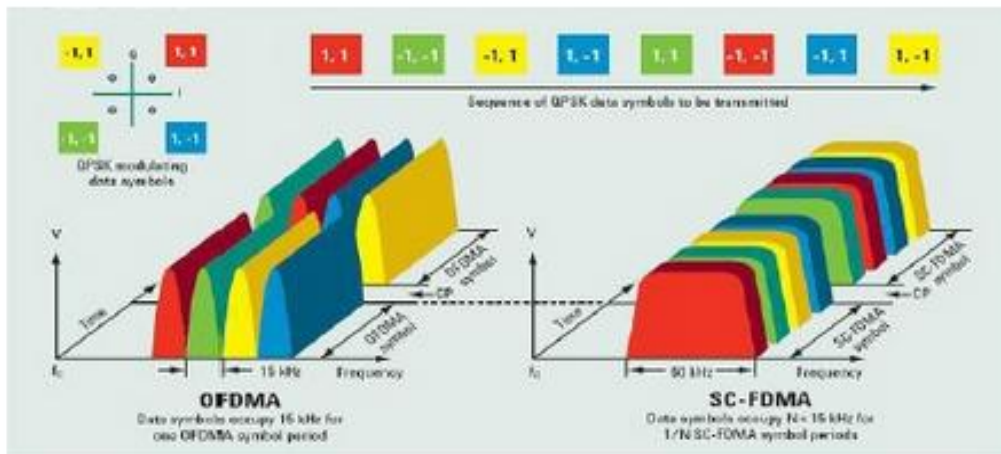 -1, 1
1, 1
Q
I
-1, -1
1, -1
QPSK modulating
data symbols
1, 1
-1, -1
-1, 1
1, -1
1, 1
-1, -1
-1, 1
1, -1
Sequence of QPSK data symbols to be transmitted
V
Time
OFDMA
symbol
CP
OFDMA
symbol
fc
15 kHz
Frequency
OFDMA
Data symbols occupy 15 kHz for
one OFDMA symbol period
V
Time
SC-FDMA
symbol
CP
SC-FDMA
symbol
fc
60 kHz
Frequency
SC-FDMA
Data symbols occupy N × 15 kHz for
1/N SC-FDMA symbol periods